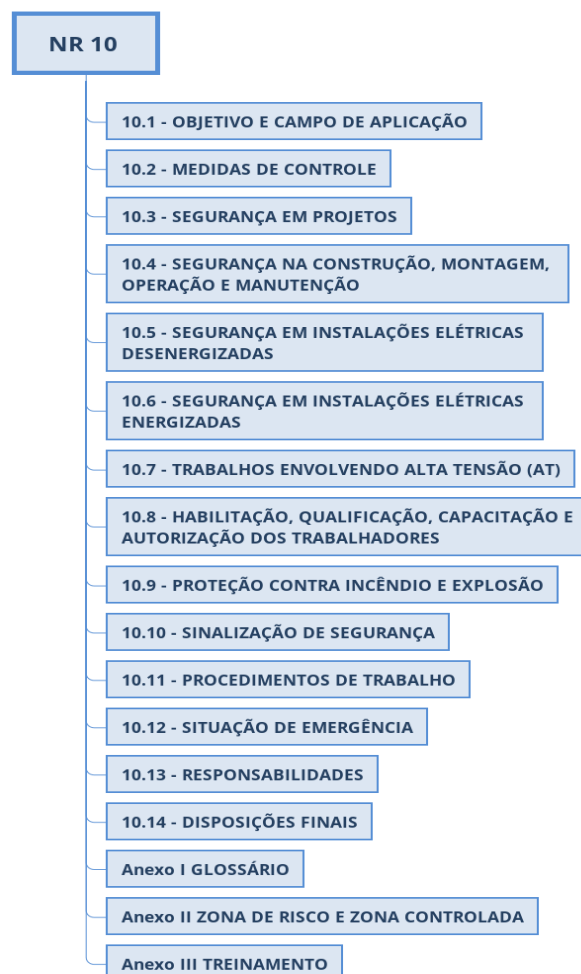 NR 10
10.1 - OBJETIVO E CAMPO DE APLICAÇÃO
10.2 - MEDIDAS DE CONTROLE
10.3 - SEGURANÇA EM PROJETOS
10.4 - SEGURANÇA NA CONSTRUÇÃO, MONTAGEM,
OPERAÇÃO E MANUTENÇÃO
10.5 - SEGURANÇA EM INSTALAÇÕES ELÉTRICAS
DESENERGIZADAS
10.6 - SEGURANÇA EM INSTALAÇÕES ELÉTRICAS
ENERGIZADAS
10.7 - TRABALHOS ENVOLVENDO ALTA TENSÃO (AT)
10.8 - HABILITAÇÃO, QUALIFICAÇÃO, CAPACITAÇÃO E
AUTORIZAÇÃO DOS TRABALHADORES
10.9 - PROTEÇÃO CONTRA INCÊNDIO E EXPLOSÃO
10.10 - SINALIZAÇÃO DE SEGURANÇA
10.11 - PROCEDIMENTOS DE TRABALHO
10.12 - SITUAÇÃO DE EMERGÊNCIA
10.13 - RESPONSABILIDADES
10.14 - DISPOSIÇÕES FINAIS
Anexo I GLOSSÁRIO
Anexo II ZONA DE RISCO E ZONA CONTROLADA
Anexo III TREINAMENTO